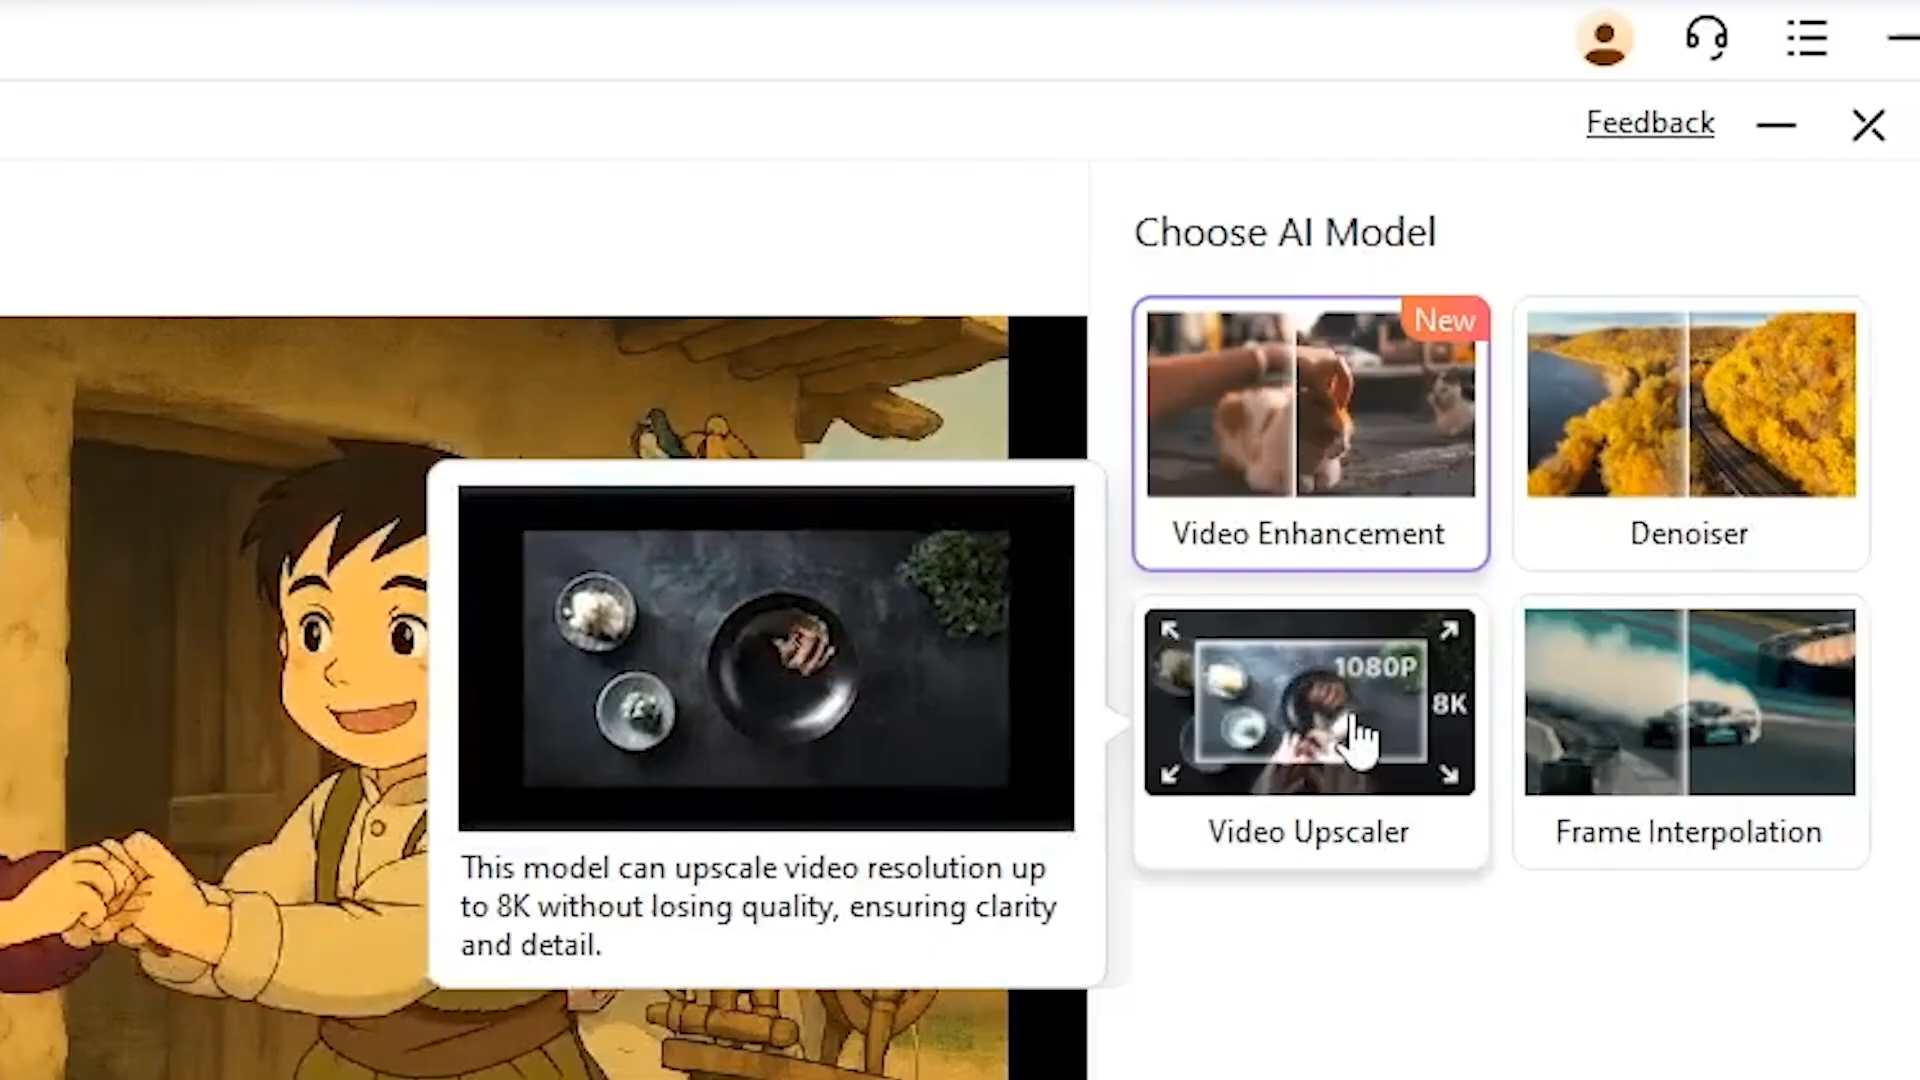 Feedback
Choose AI Model
New
Video Enhancement
Denoiser
1080P
8K
Video Upscaler
Frame Interpolation
This model can upscale video resolution up
to 8K without losing quality, ensuring clarity
and detail.